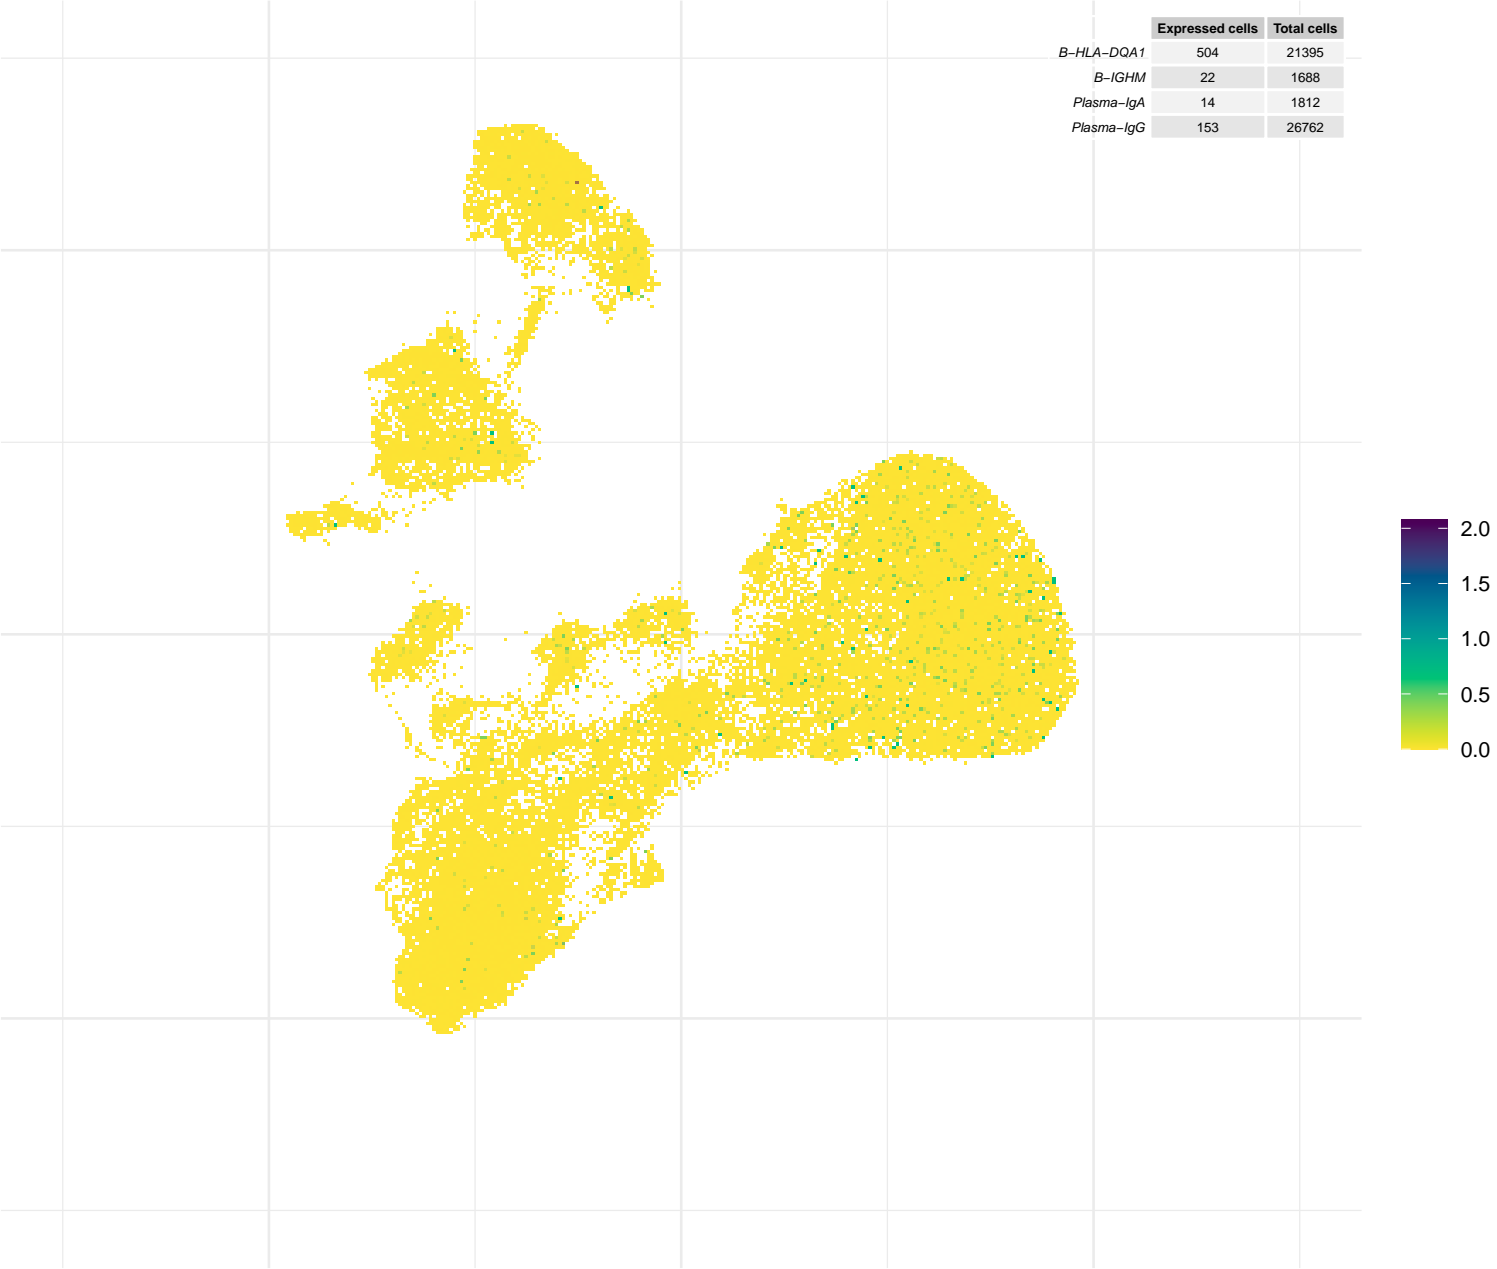 Expressed cells Total cells
B−HLA−DQA1 504 21395
B−IGHM 22 1688
Plasma−IgA 14 1812
Plasma−IgG 153 26762
2.0
1.5
1.0
0.5
0.0